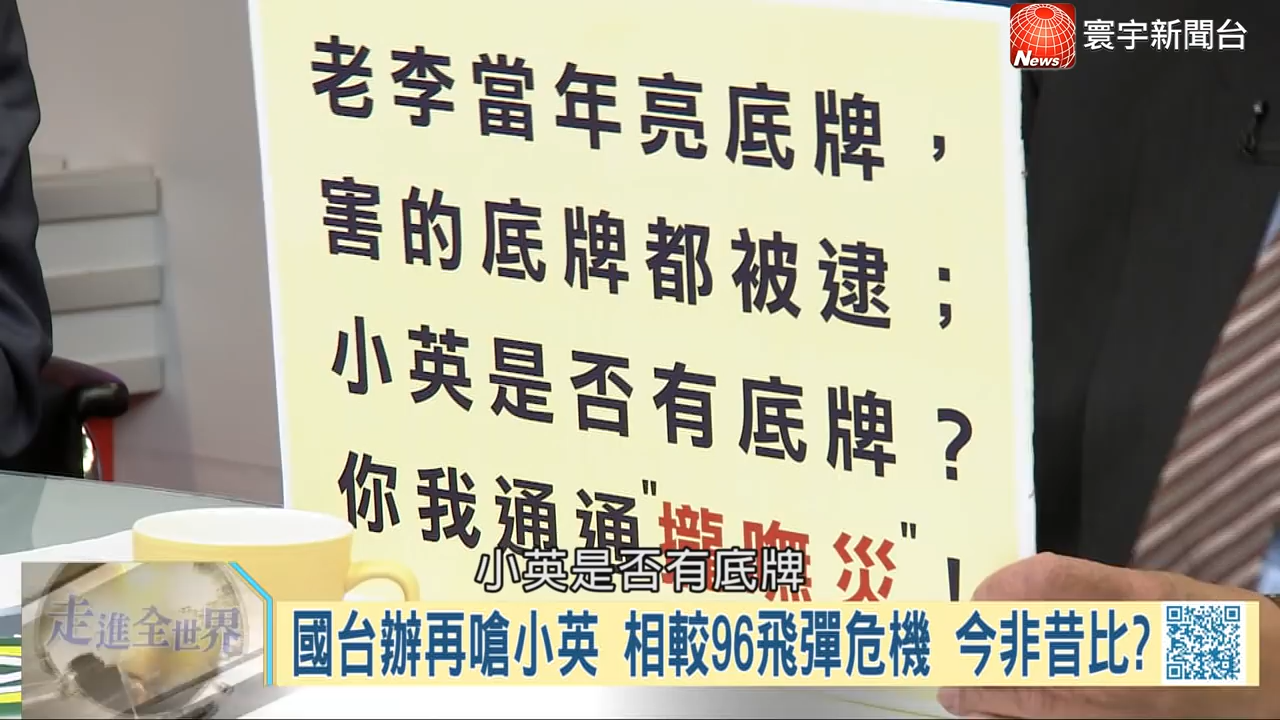 News 寰宇新聞台
老李當年亮底牌，
害的底牌都被逮；
小英是否有底牌？
你我通通"攏嘸災"！
小英是否有底牌
走進全世界
國台辦再嗆小英 相較96飛彈危機 今非昔比?